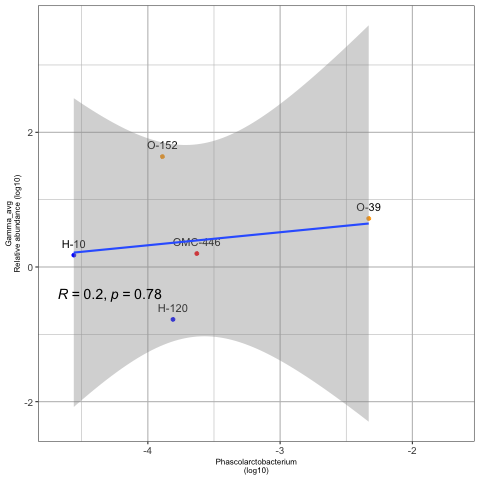 Gamma_avg
Relative abundance (log10)
2
0
-2
O-152
O-39
H-10
OMC-446
R = 0.2, p = 0.78
H-120
-4
-3
-2
Phascolarctobacterium
(log10)